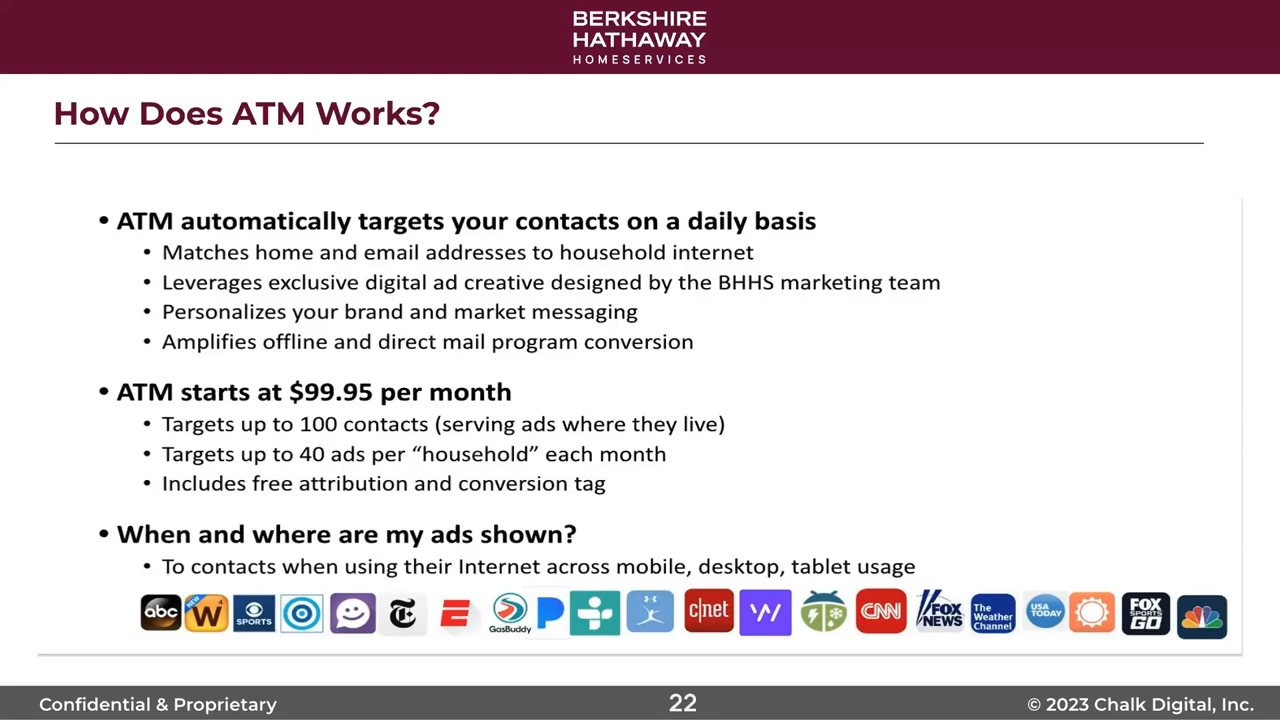 BERKSHIRE
HATHAWAY
HOMESERVICES
How Does ATM Works?
• ATM automatically targets your contacts on a daily basis
• Matches home and email addresses to household internet
• Leverages exclusive digital ad creative designed by the BHHS marketing team
• Personalizes your brand and market messaging
• Amplifies offline and direct mail program conversion
• ATM starts at $99.95 per month
• Targets up to 100 contacts (serving ads where they live)
• Targets up to 40 ads per “household” each month
• Includes free attribution and conversion tag
• When and where are my ads shown?
• To contacts when using their Internet across mobile, desktop, tablet usage
abc
NEW
W
SPORTS
T
E
GasBuddy
P
c|net
W
CNN
FOX
NEWS
The
Weather
Channel
USA
TODAY
FOX
SPORTS
GO
Confidential & Proprietary
22
© 2023 Chalk Digital, Inc.